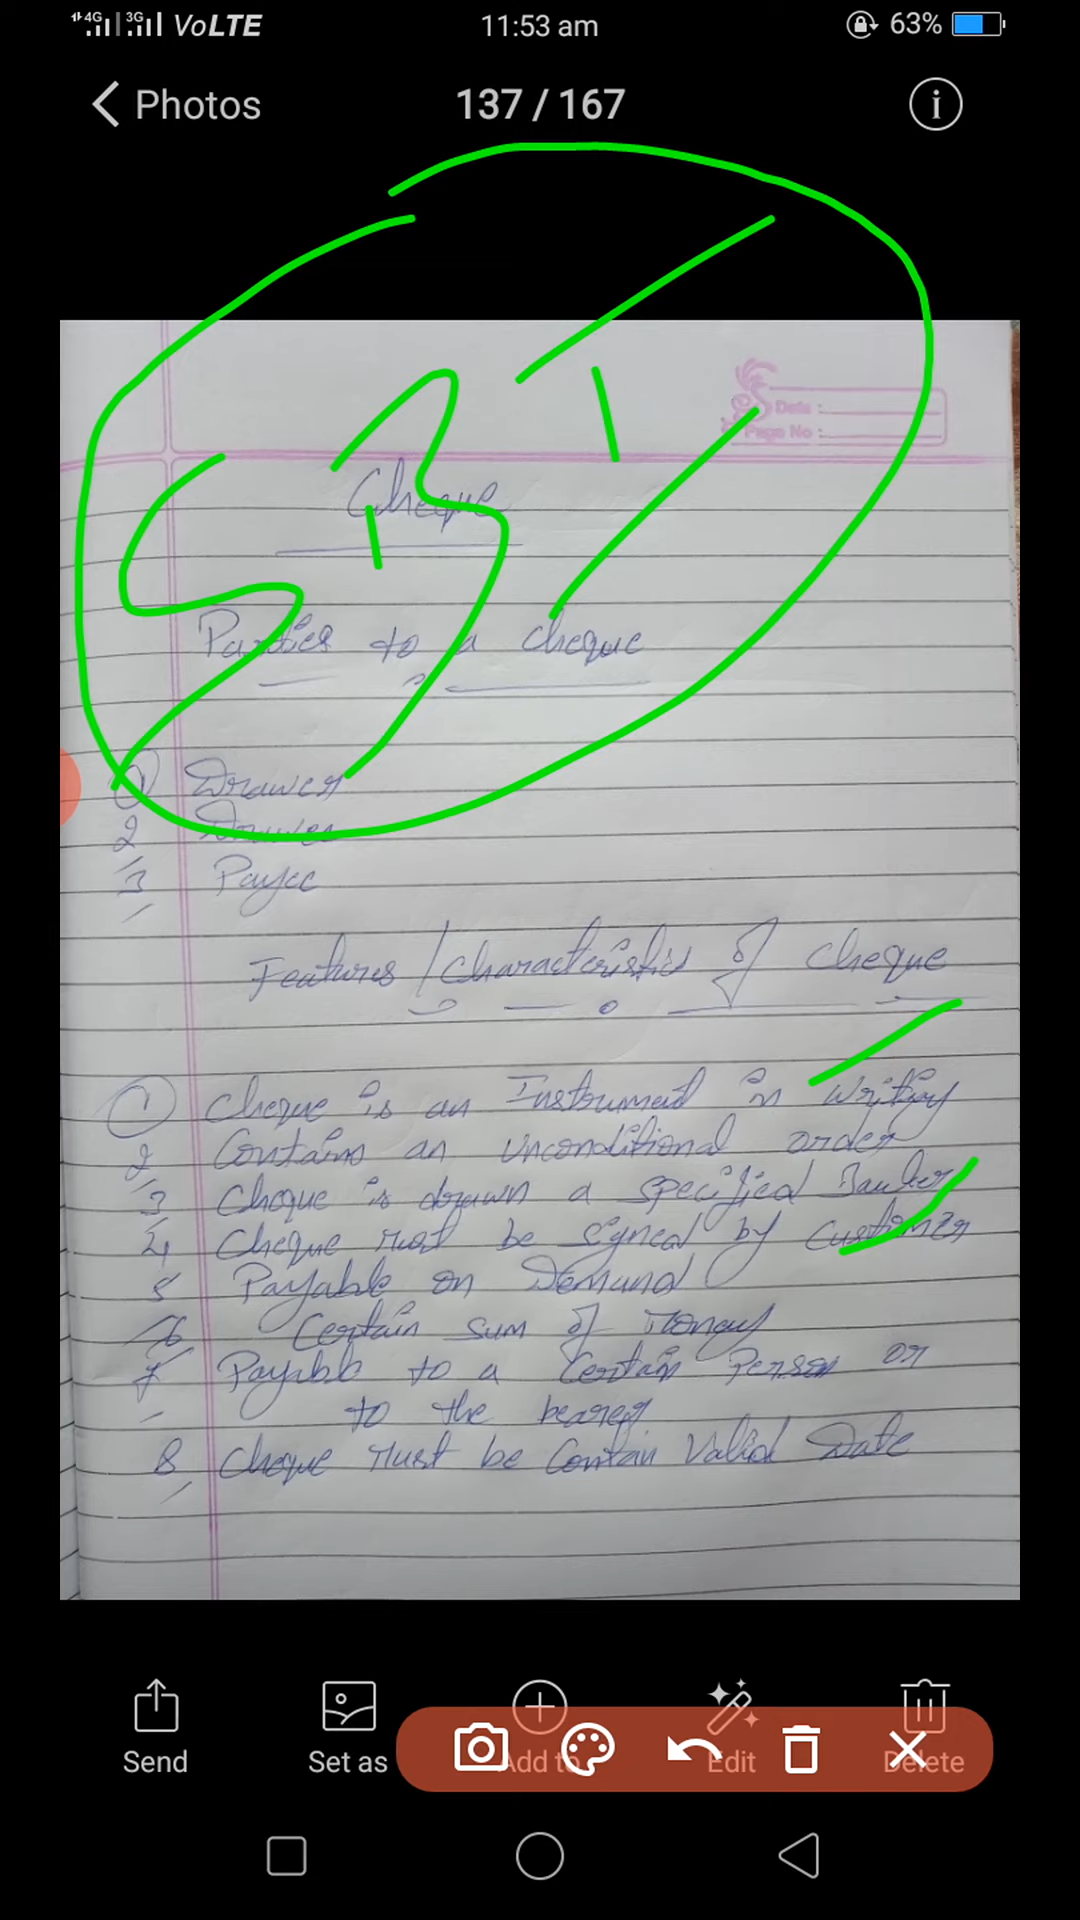 4G 3G VoLTE 11:53 am 63%
Photos 137 / 167
Date :
Page No :
Cheque
Parties to a cheque
1 Drawer
2 Drawee
3 Payee
Features / Characteristics of Cheque
1 Cheque is an Instrument in Writing
2 Contains an Unconditional order
3 Cheque is drawn a specified Banker
4 Cheque Must be signed by Customer
5 Payable on Demand
6 Certain sum of Money
7 Payable to a Certain Person or
to the bearer
8 Cheque Must be Contain Valid Date
Send Set as Add to Edit Delete